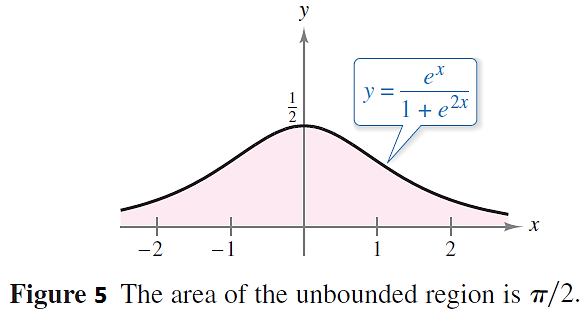 y
y = e^x / (1 + e^{2x})
1/2
x
−2 −1 1 2
Figure 5 The area of the unbounded region is π/2.